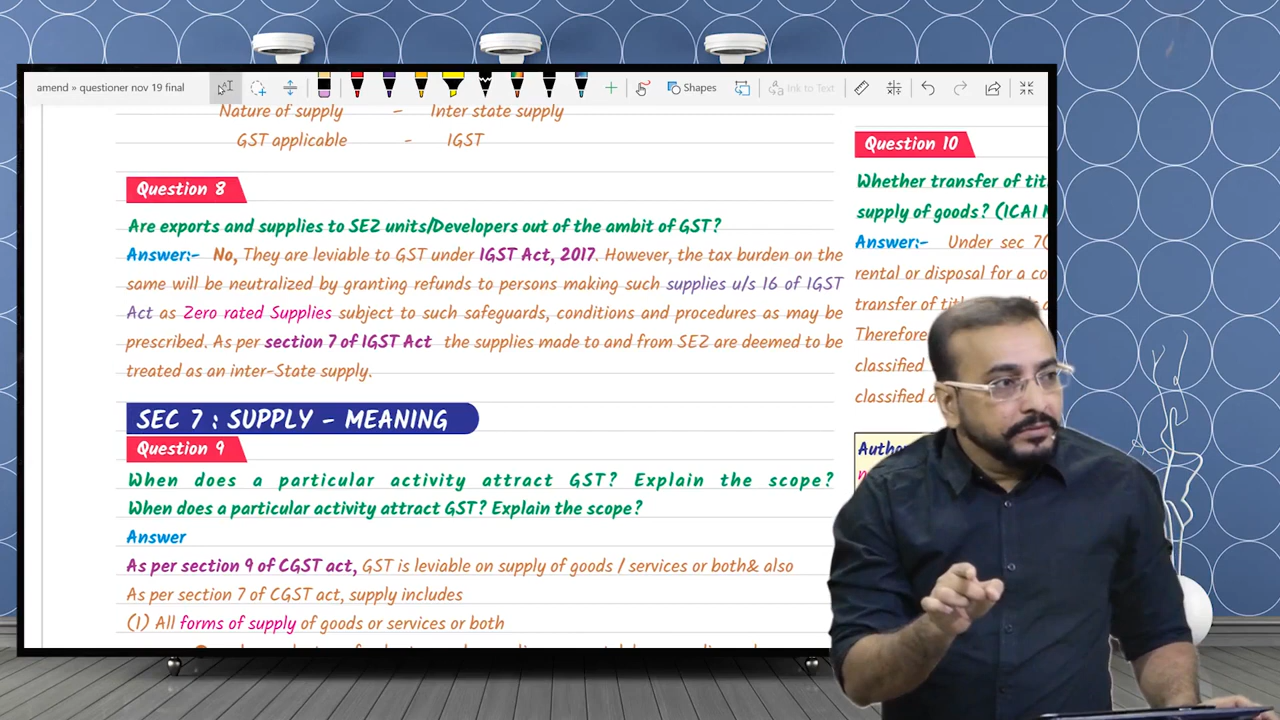 amend » questioner nov 19 final
Shapes
Ink to Text
Nature of supply - Inter state supply
GST applicable - IGST
Question 8
Are exports and supplies to SEZ units/Developers out of the ambit of GST?
Answer:- No, They are leviable to GST under IGST Act, 2017. However, the tax burden on the
same will be neutralized by granting refunds to persons making such supplies u/s 16 of IGST
Act as Zero rated Supplies subject to such safeguards, conditions and procedures as may be
prescribed. As per section 7 of IGST Act the supplies made to and from SEZ are deemed to be
treated as an inter-State supply.
SEC 7 : SUPPLY - MEANING
Question 9
When does a particular activity attract GST? Explain the scope?
When does a particular activity attract GST? Explain the scope?
Answer
As per section 9 of CGST act, GST is leviable on supply of goods / services or both& also
As per section 7 of CGST act, supply includes
(1) All forms of supply of goods or services or both
Question 10
Whether transfer of
supply of goods? (ICAI
Answer:- Under sec
rental or disposal for a
transfer of
Therefore
classified
classified